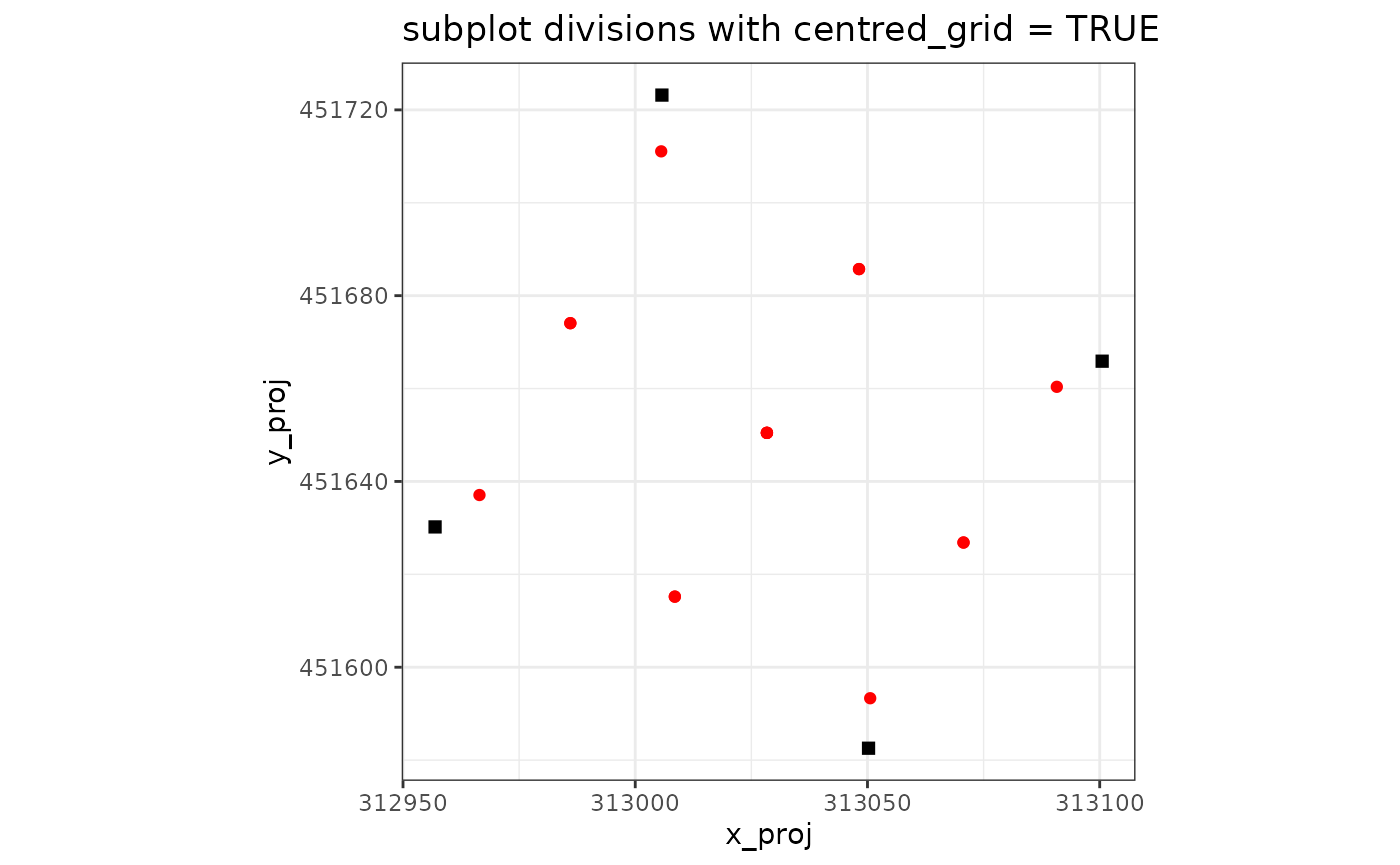 subplot divisions with centred_grid = TRUE
451720
451680
451640
451600
y_proj
312950 313000 313050 313100
x_proj